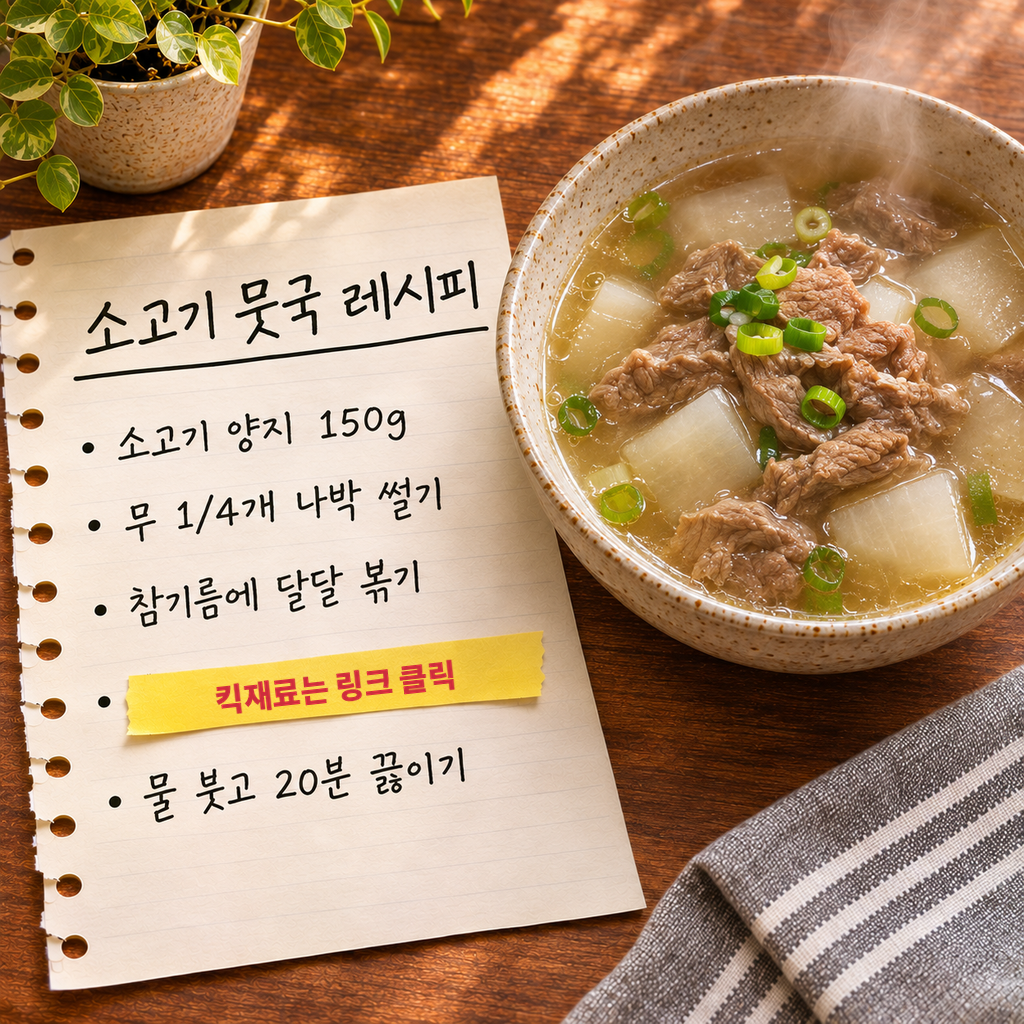 소고기 뭇국 레시피
• 소고기 양지 150g
• 무 1/4개 나박 썰기
• 참기름에 달달 볶기
• 킥재료는 링크 클릭
• 물 붓고 20분 끓이기